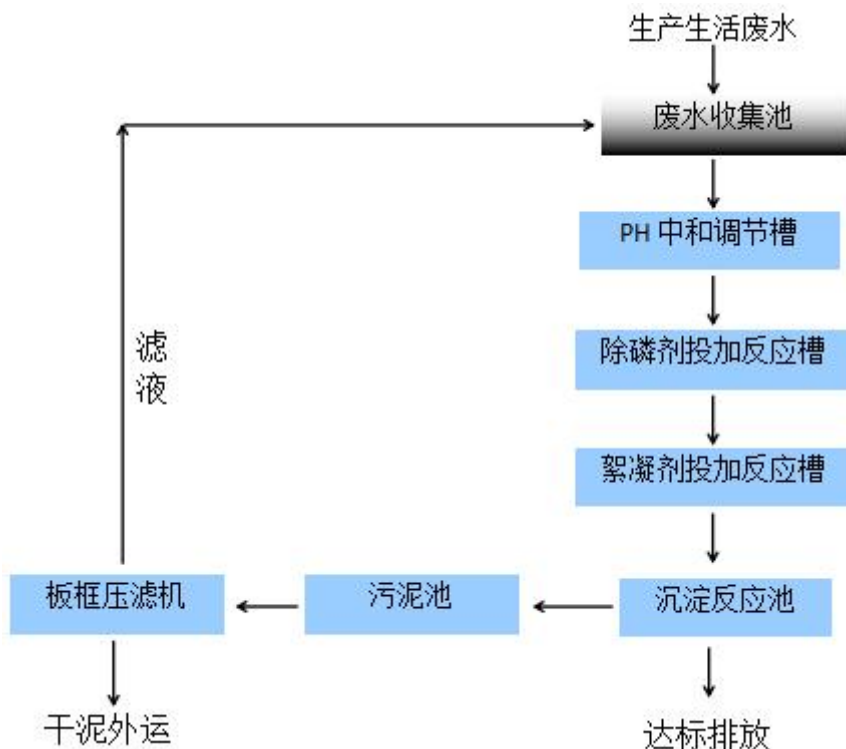 生产生活废水
废水收集池
PH中和调节槽
除磷剂投加反应槽
滤
液
絮凝剂投加反应槽
板框压滤机
污泥池
沉淀反应池
干泥外运
达标排放